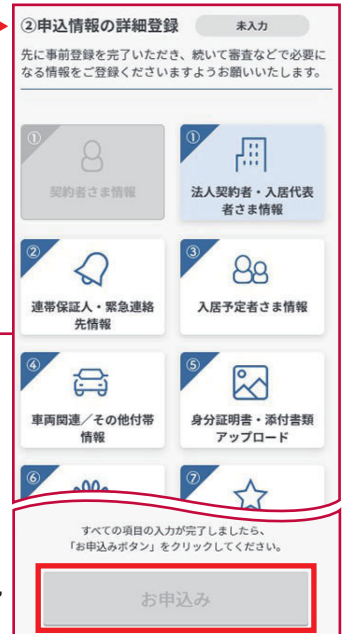 ②申込情報の詳細登録
未入力
先に事前登録を完了いただき、続いて審査などで必要に
なる情報をご登録くださいますようお願いいたします。
①
契約者さま情報
①
法人契約者・入居代表
者さま情報
②
連帯保証人・緊急連絡
先情報
③
入居予定者さま情報
④
車両関連／その他付帯
情報
⑤
身分証明書・添付書類
アップロード
⑥
⑦
すべての項目の入力が完了しましたら、
「お申込みボタン」をクリックしてください。
お申込み